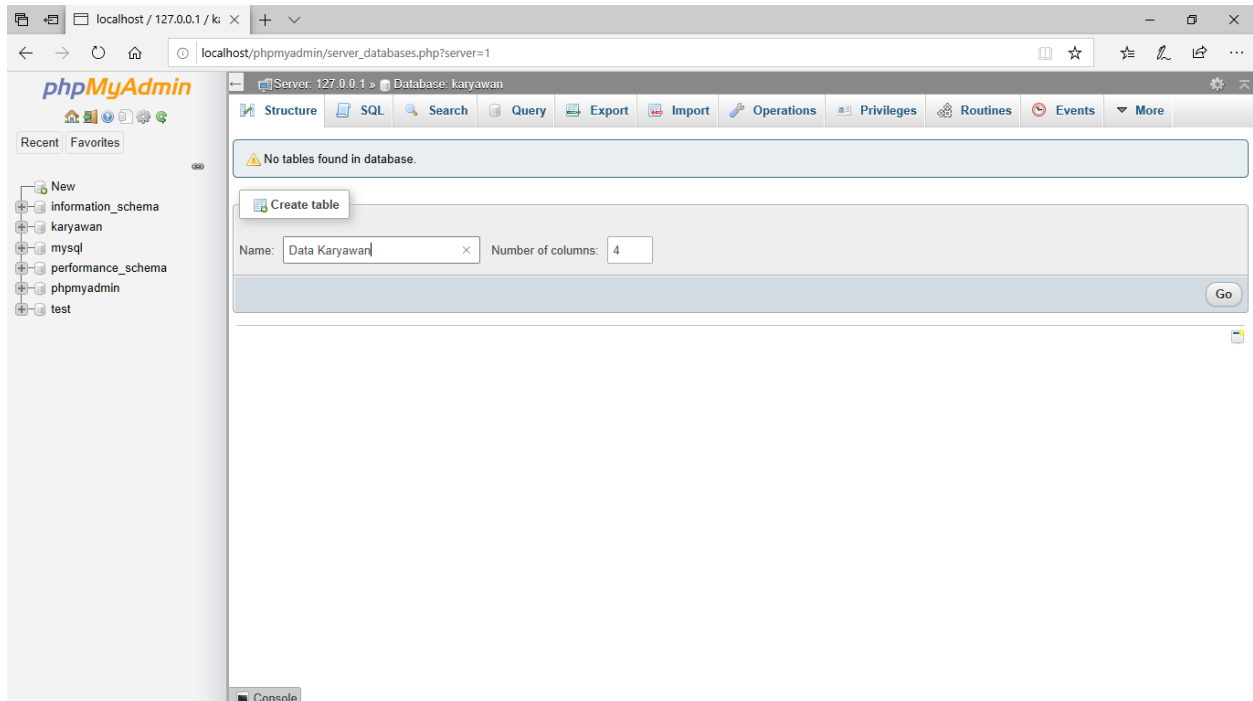 localhost / 127.0.0.1 / ka
localhost/phpmyadmin/server_databases.php?server=1
phpMyAdmin
Recent Favorites
New
information_schema
karyawan
mysql
performance_schema
phpmyadmin
test
Server: 127.0.0.1 » Database: karyawan
Structure SQL Search Query Export Import Operations Privileges Routines Events More
No tables found in database.
Create table
Name: Data Karyawan Number of columns: 4
Go
Console